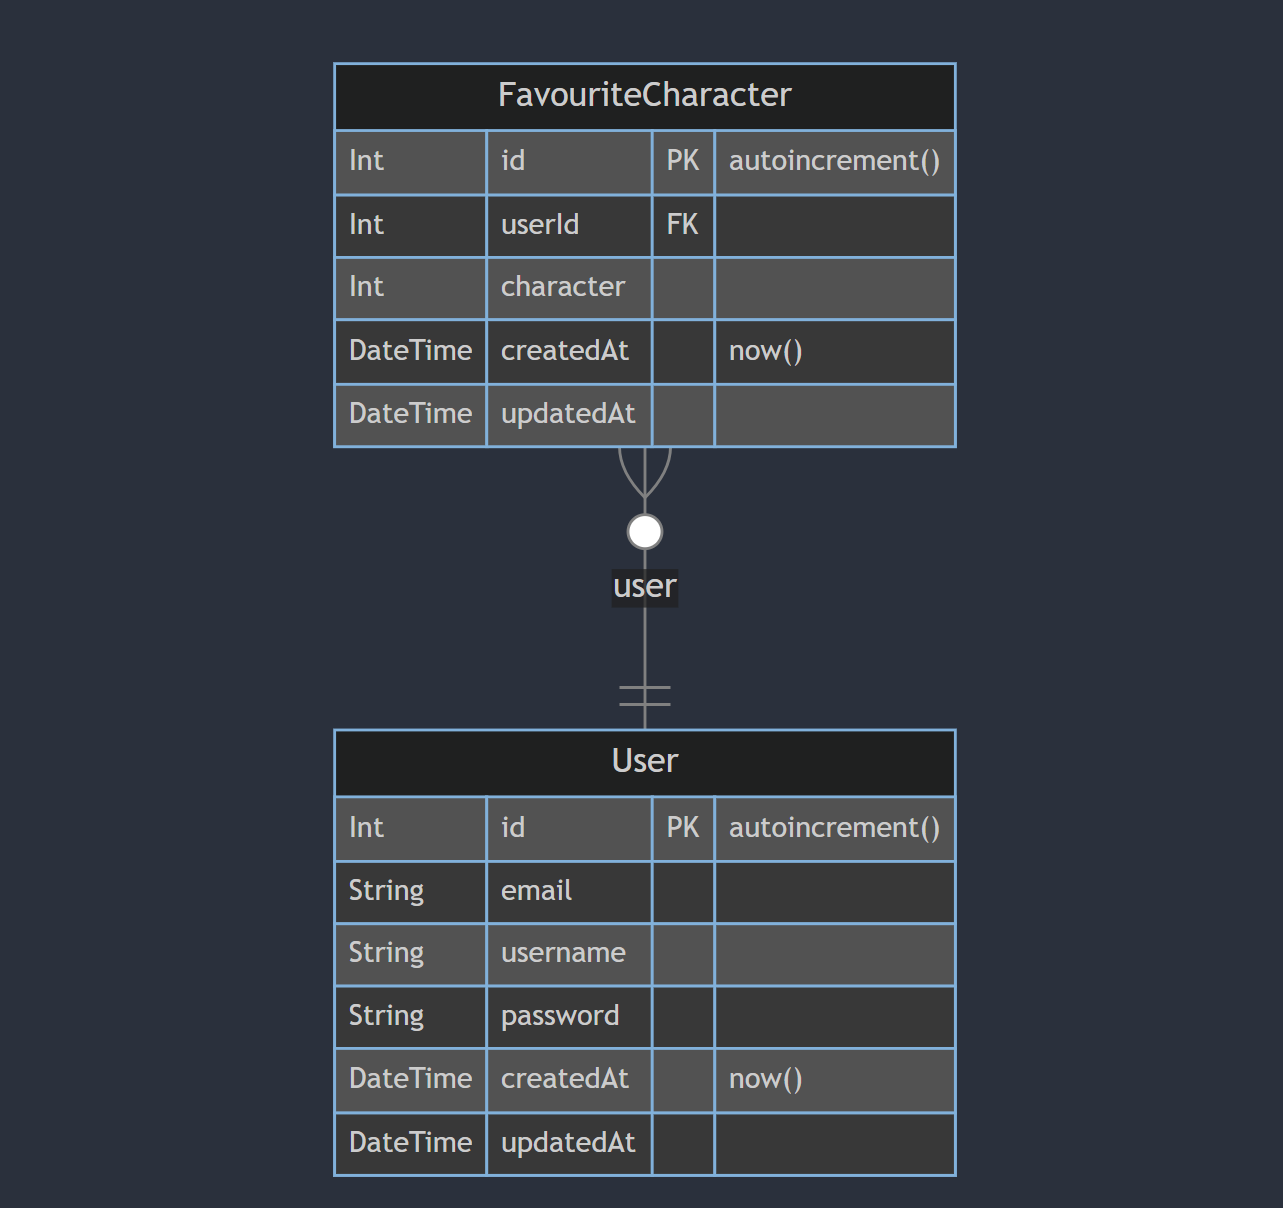 FavouriteCharacter
Int id PK autoincrement()
Int userId FK
Int character
DateTime createdAt now()
DateTime updatedAt
user
User
Int id PK autoincrement()
String email
String username
String password
DateTime createdAt now()
DateTime updatedAt